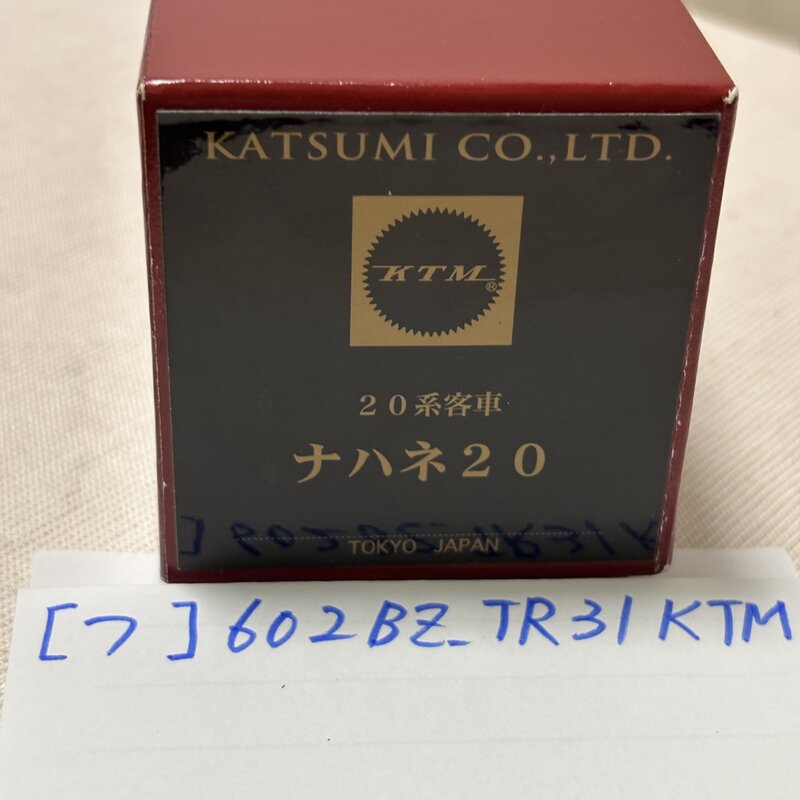 KATSUMI CO.,LTD.
KTM®
20系客車
ナハネ20
TOKYO JAPAN
[つ]602BZ_TR31KTM